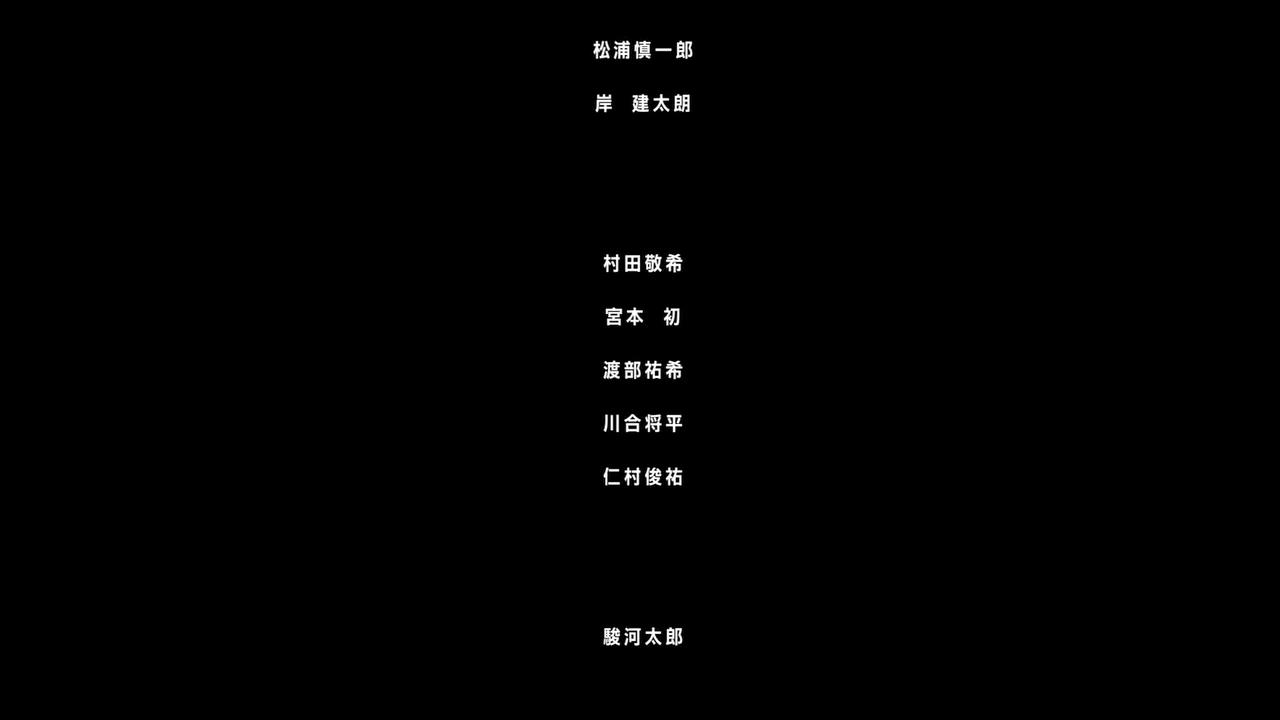 松浦慎一郎
岸　建太朗
村田敬希
宮本　初
渡部祐希
川合将平
仁村俊祐
駿河太郎